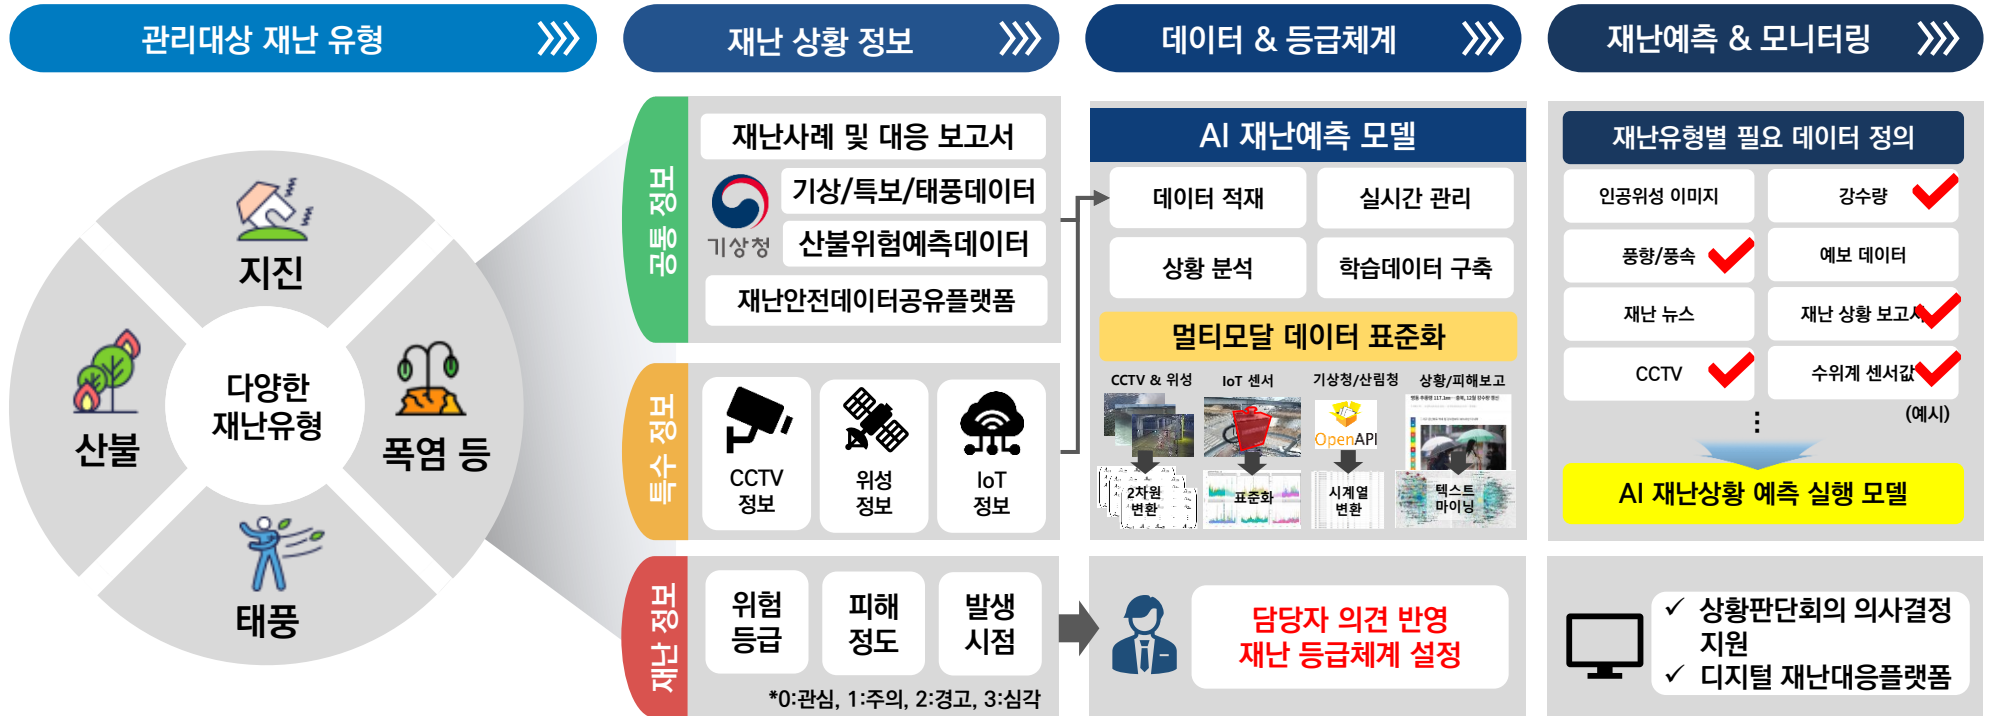 관리대상 재난 유형
재난 상황 정보
데이터 & 등급체계
재난예측 & 모니터링
지진
산불
다양한
재난유형
폭염 등
태풍
공통 정보
재난사례 및 대응 보고서
기상청
기상/특보/태풍데이터
산불위험예측데이터
재난안전데이터공유플랫폼
특수 정보
CCTV
정보
위성
정보
IoT
정보
재난 정보
위험
등급
피해
정도
발생
시점
*0:관심, 1:주의, 2:경고, 3:심각
AI 재난예측 모델
데이터 적재
실시간 관리
상황 분석
학습데이터 구축
멀티모달 데이터 표준화
CCTV & 위성
IoT 센서
기상청/산림청
상황/피해보고
OpenAPI
2차원
변환
표준화
시계열
변환
텍스트
마이닝
담당자 의견 반영
재난 등급체계 설정
재난유형별 필요 데이터 정의
인공위성 이미지
강수량
풍향/풍속
예보 데이터
재난 뉴스
재난 상황 보고서
CCTV
수위계 센서값
⋮
(예시)
AI 재난상황 예측 실행 모델
✓ 상황판단회의 의사결정
지원
✓ 디지털 재난대응플랫폼